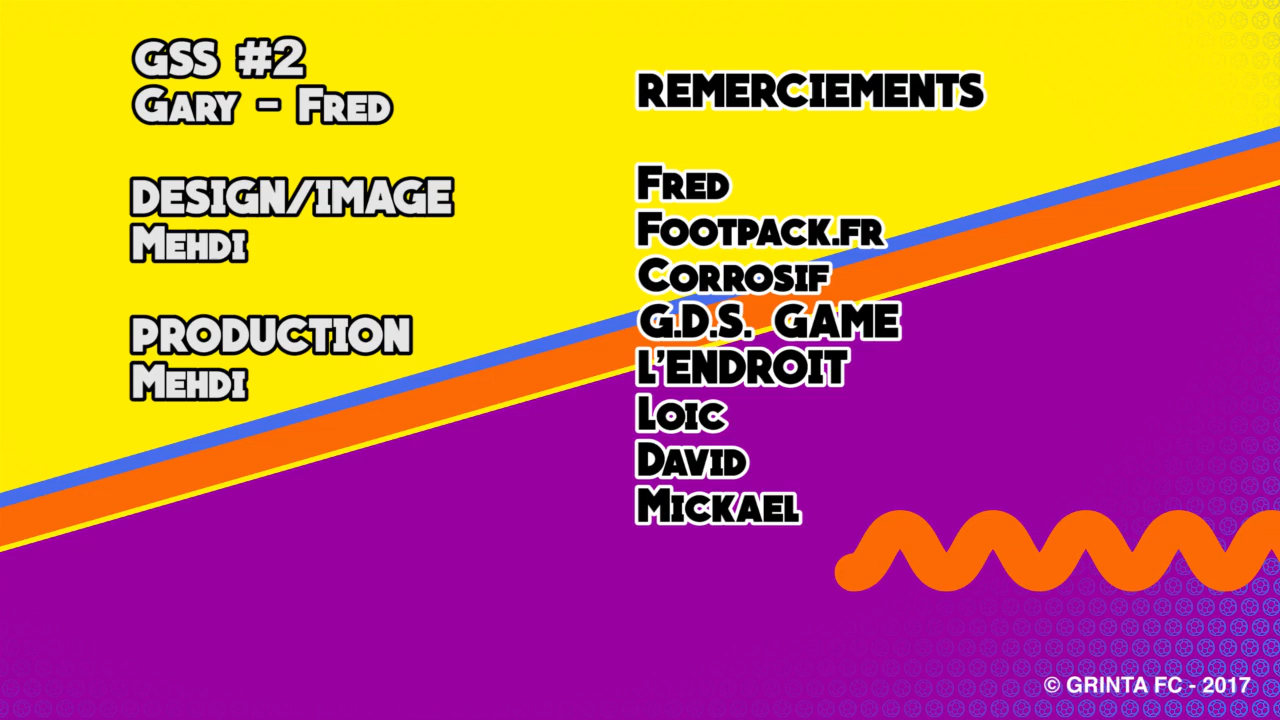 GSS #2
Gary - Fred
DESIGN/IMAGE
Mehdi
PRODUCTION
Mehdi
REMERCIEMENTS
Fred
Footpack.fr
Corrosif
G.D.S. GAME
L'ENDROIT
Loic
David
Mickael
© GRINTA FC - 2017